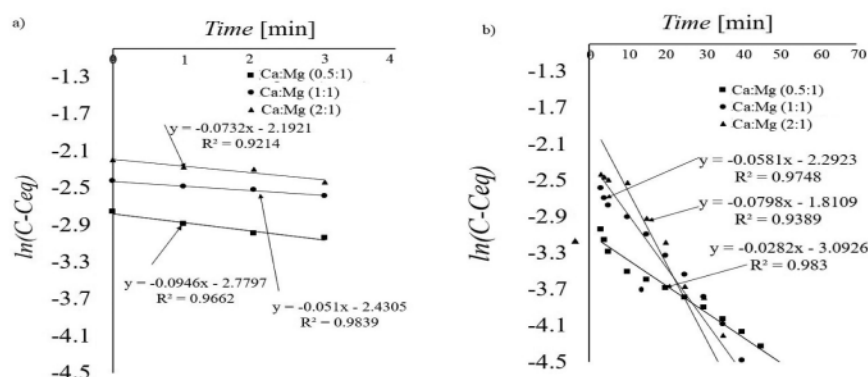 a)
Time [min]
0 1 2 3 4
-1.3
-1.7
-2.1
-2.5
-2.9
-3.3
-3.7
-4.1
-4.5
ln(C-Ceq)
Ca:Mg (0.5:1)
Ca:Mg (1:1)
Ca:Mg (2:1)
y = -0.0732x - 2.1921
R² = 0.9214
y = -0.0946x - 2.7797
R² = 0.9662
y = -0.051x - 2.4305
R² = 0.9839
b)
Time [min]
0 10 20 30 40 50 60 70
-1.3
-1.7
-2.1
-2.5
-2.9
-3.3
-3.7
-4.1
-4.5
ln(C-Ceq)
Ca:Mg (0.5:1)
Ca:Mg (1:1)
Ca:Mg (2:1)
y = -0.0581x - 2.2923
R² = 0.9748
y = -0.0798x - 1.8109
R² = 0.9389
y = -0.0282x - 3.0926
R² = 0.983